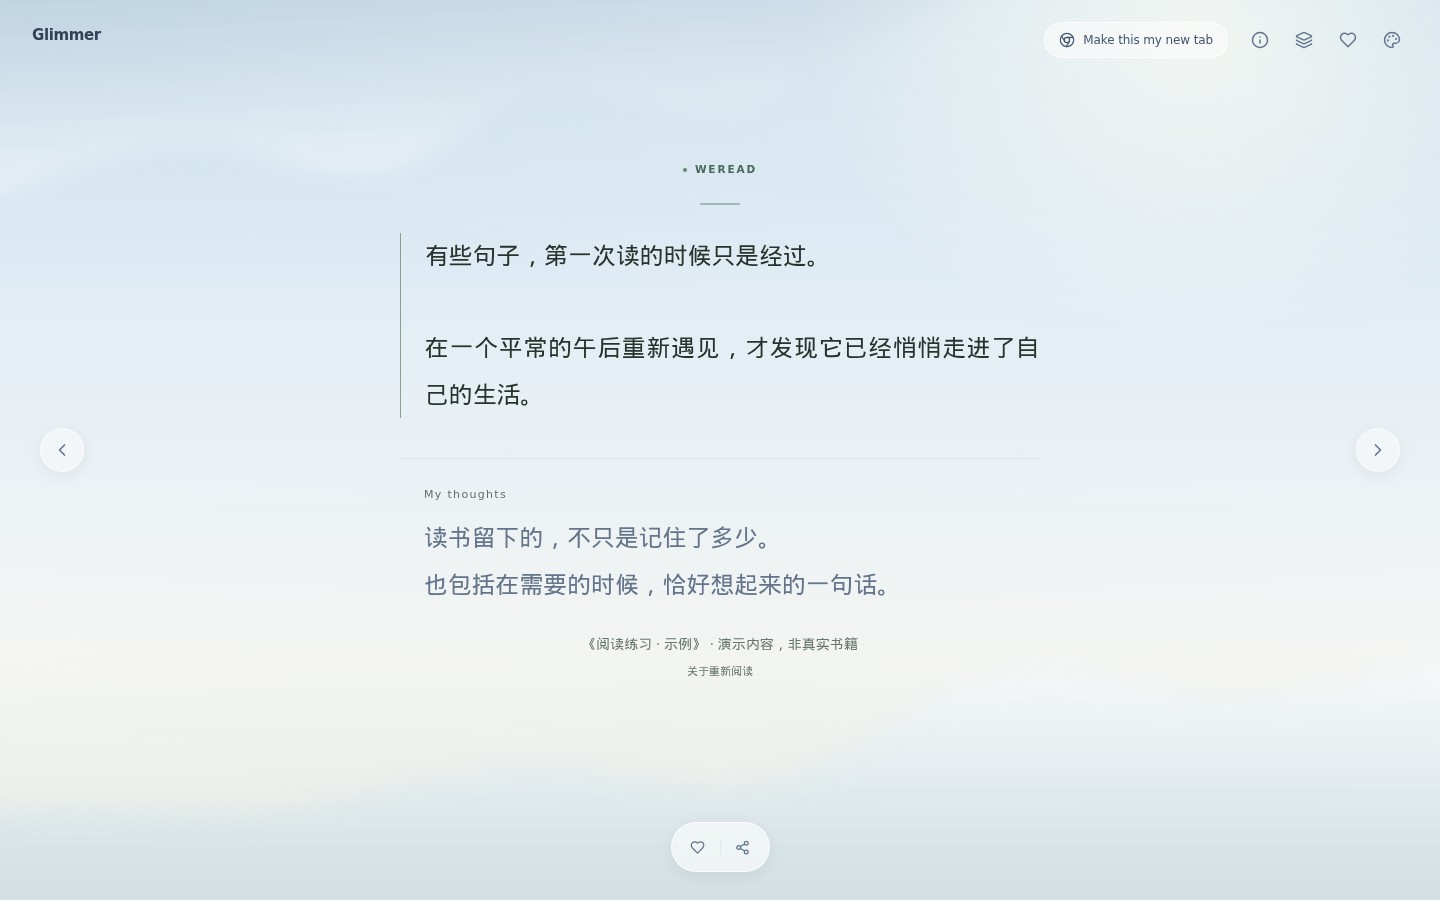 Glimmer
Make this my new tab
• WEREAD
有些句子，第一次读的时候只是经过。
在一个平常的午后重新遇见，才发现它已经悄悄走进了自
己的生活。
My thoughts
读书留下的，不只是记住了多少。
也包括在需要的时候，恰好想起来的一句话。
《阅读练习 · 示例》 · 演示内容，非真实书籍
关于重新阅读